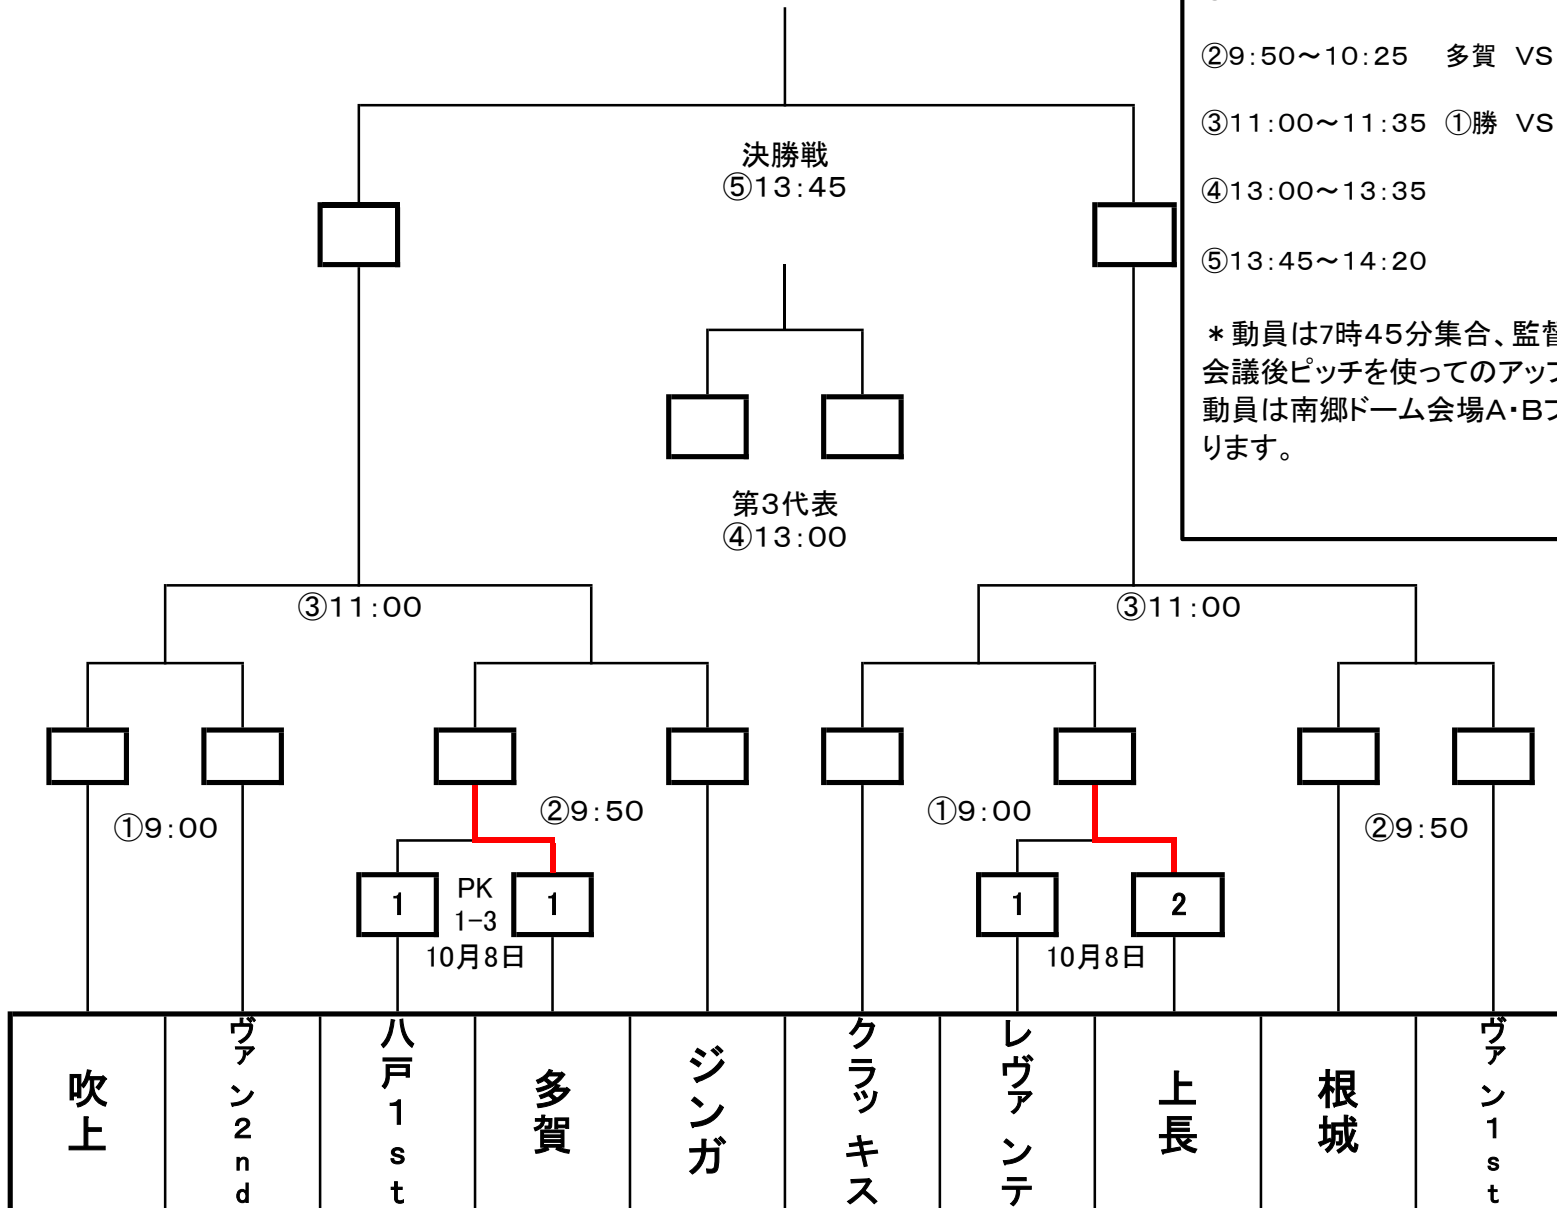 ②9:50～10:25　多賀　VS
③11:00～11:35　①勝　VS
④13:00～13:35
⑤13:45～14:20
＊動員は7時45分集合、監督
会議後ピッチを使ってのアップ
動員は南郷ドーム会場A・Bブ
ります。
決勝戦
⑤13:45
第3代表
④13:00
③11:00
③11:00
①9:00
②9:50
①9:00
②9:50
1
PK
1-3
1
10月8日
1
2
10月8日
吹上
ヴァン2nd
八戸1st
多賀
ジンガ
クラッキス
レヴァンテ
上長
根城
ヴァン1st